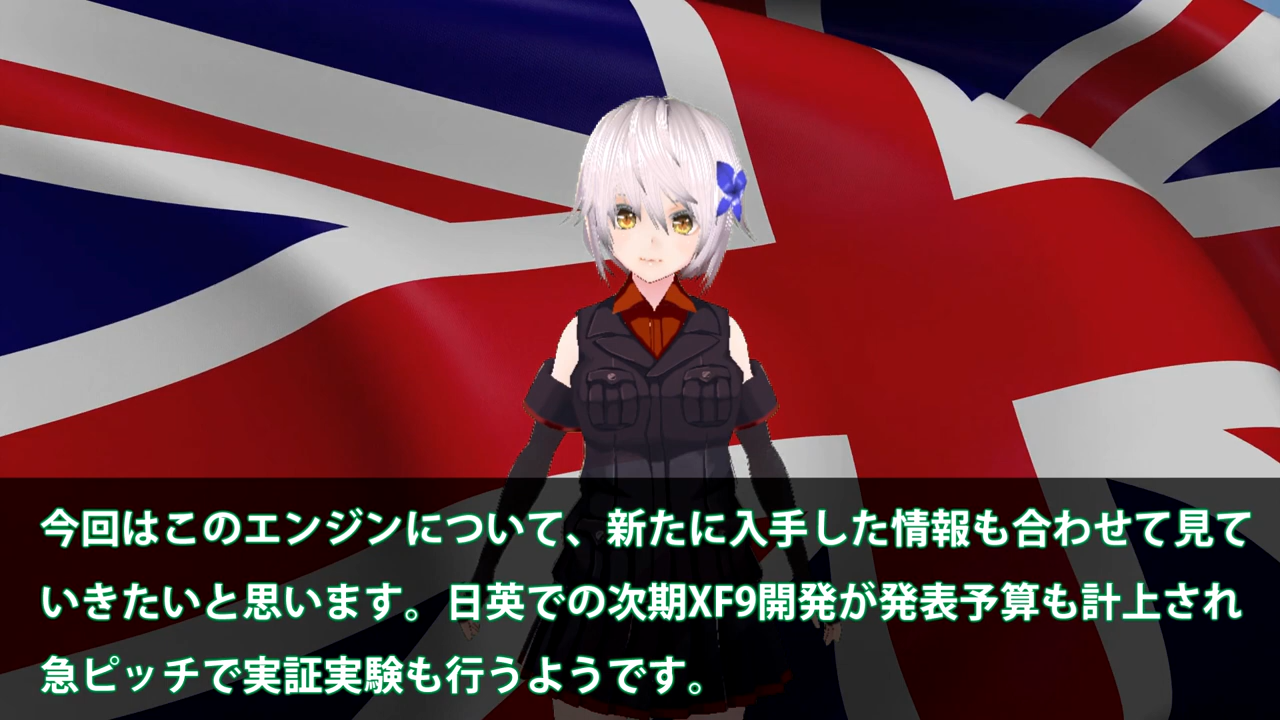 今回はこのエンジンについて、新たに入手した情報も合わせて見て
いきたいと思います。日英での次期XF9開発が発表予算も計上され
急ピッチで実証実験も行うようです。